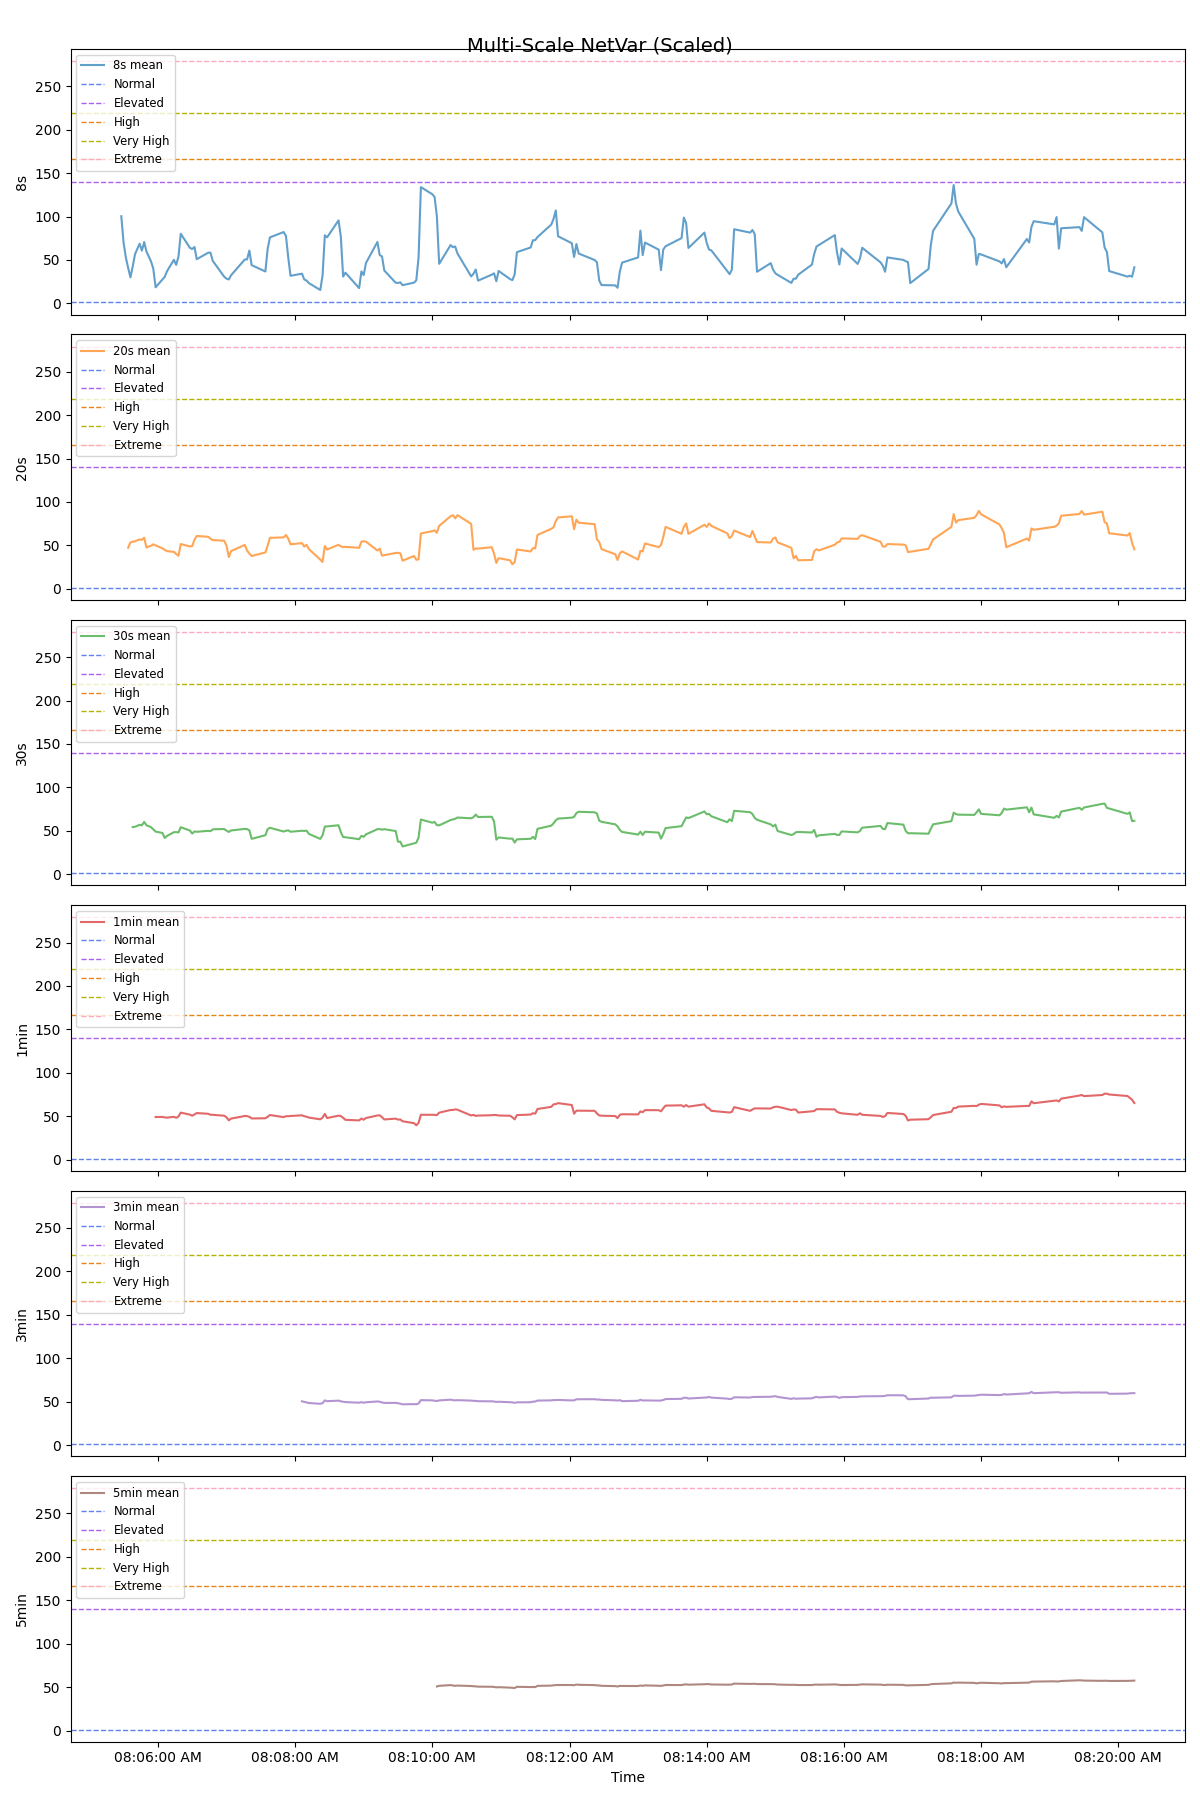 Multi-Scale NetVar (Scaled)
8s mean
Normal
Elevated
High
Very High
Extreme
250
200
150
100
50
0
8s
20s mean
Normal
Elevated
High
Very High
Extreme
250
200
150
100
50
0
20s
30s mean
Normal
Elevated
High
Very High
Extreme
250
200
150
100
50
0
30s
1min mean
Normal
Elevated
High
Very High
Extreme
250
200
150
100
50
0
1min
3min mean
Normal
Elevated
High
Very High
Extreme
250
200
150
100
50
0
3min
5min mean
Normal
Elevated
High
Very High
Extreme
250
200
150
100
50
0
5min
08:06:00 AM 08:08:00 AM 08:10:00 AM 08:12:00 AM 08:14:00 AM 08:16:00 AM 08:18:00 AM 08:20:00 AM
Time